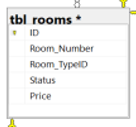 tbl_rooms *
ID
Room_Number
Room_TypeID
Status
Price